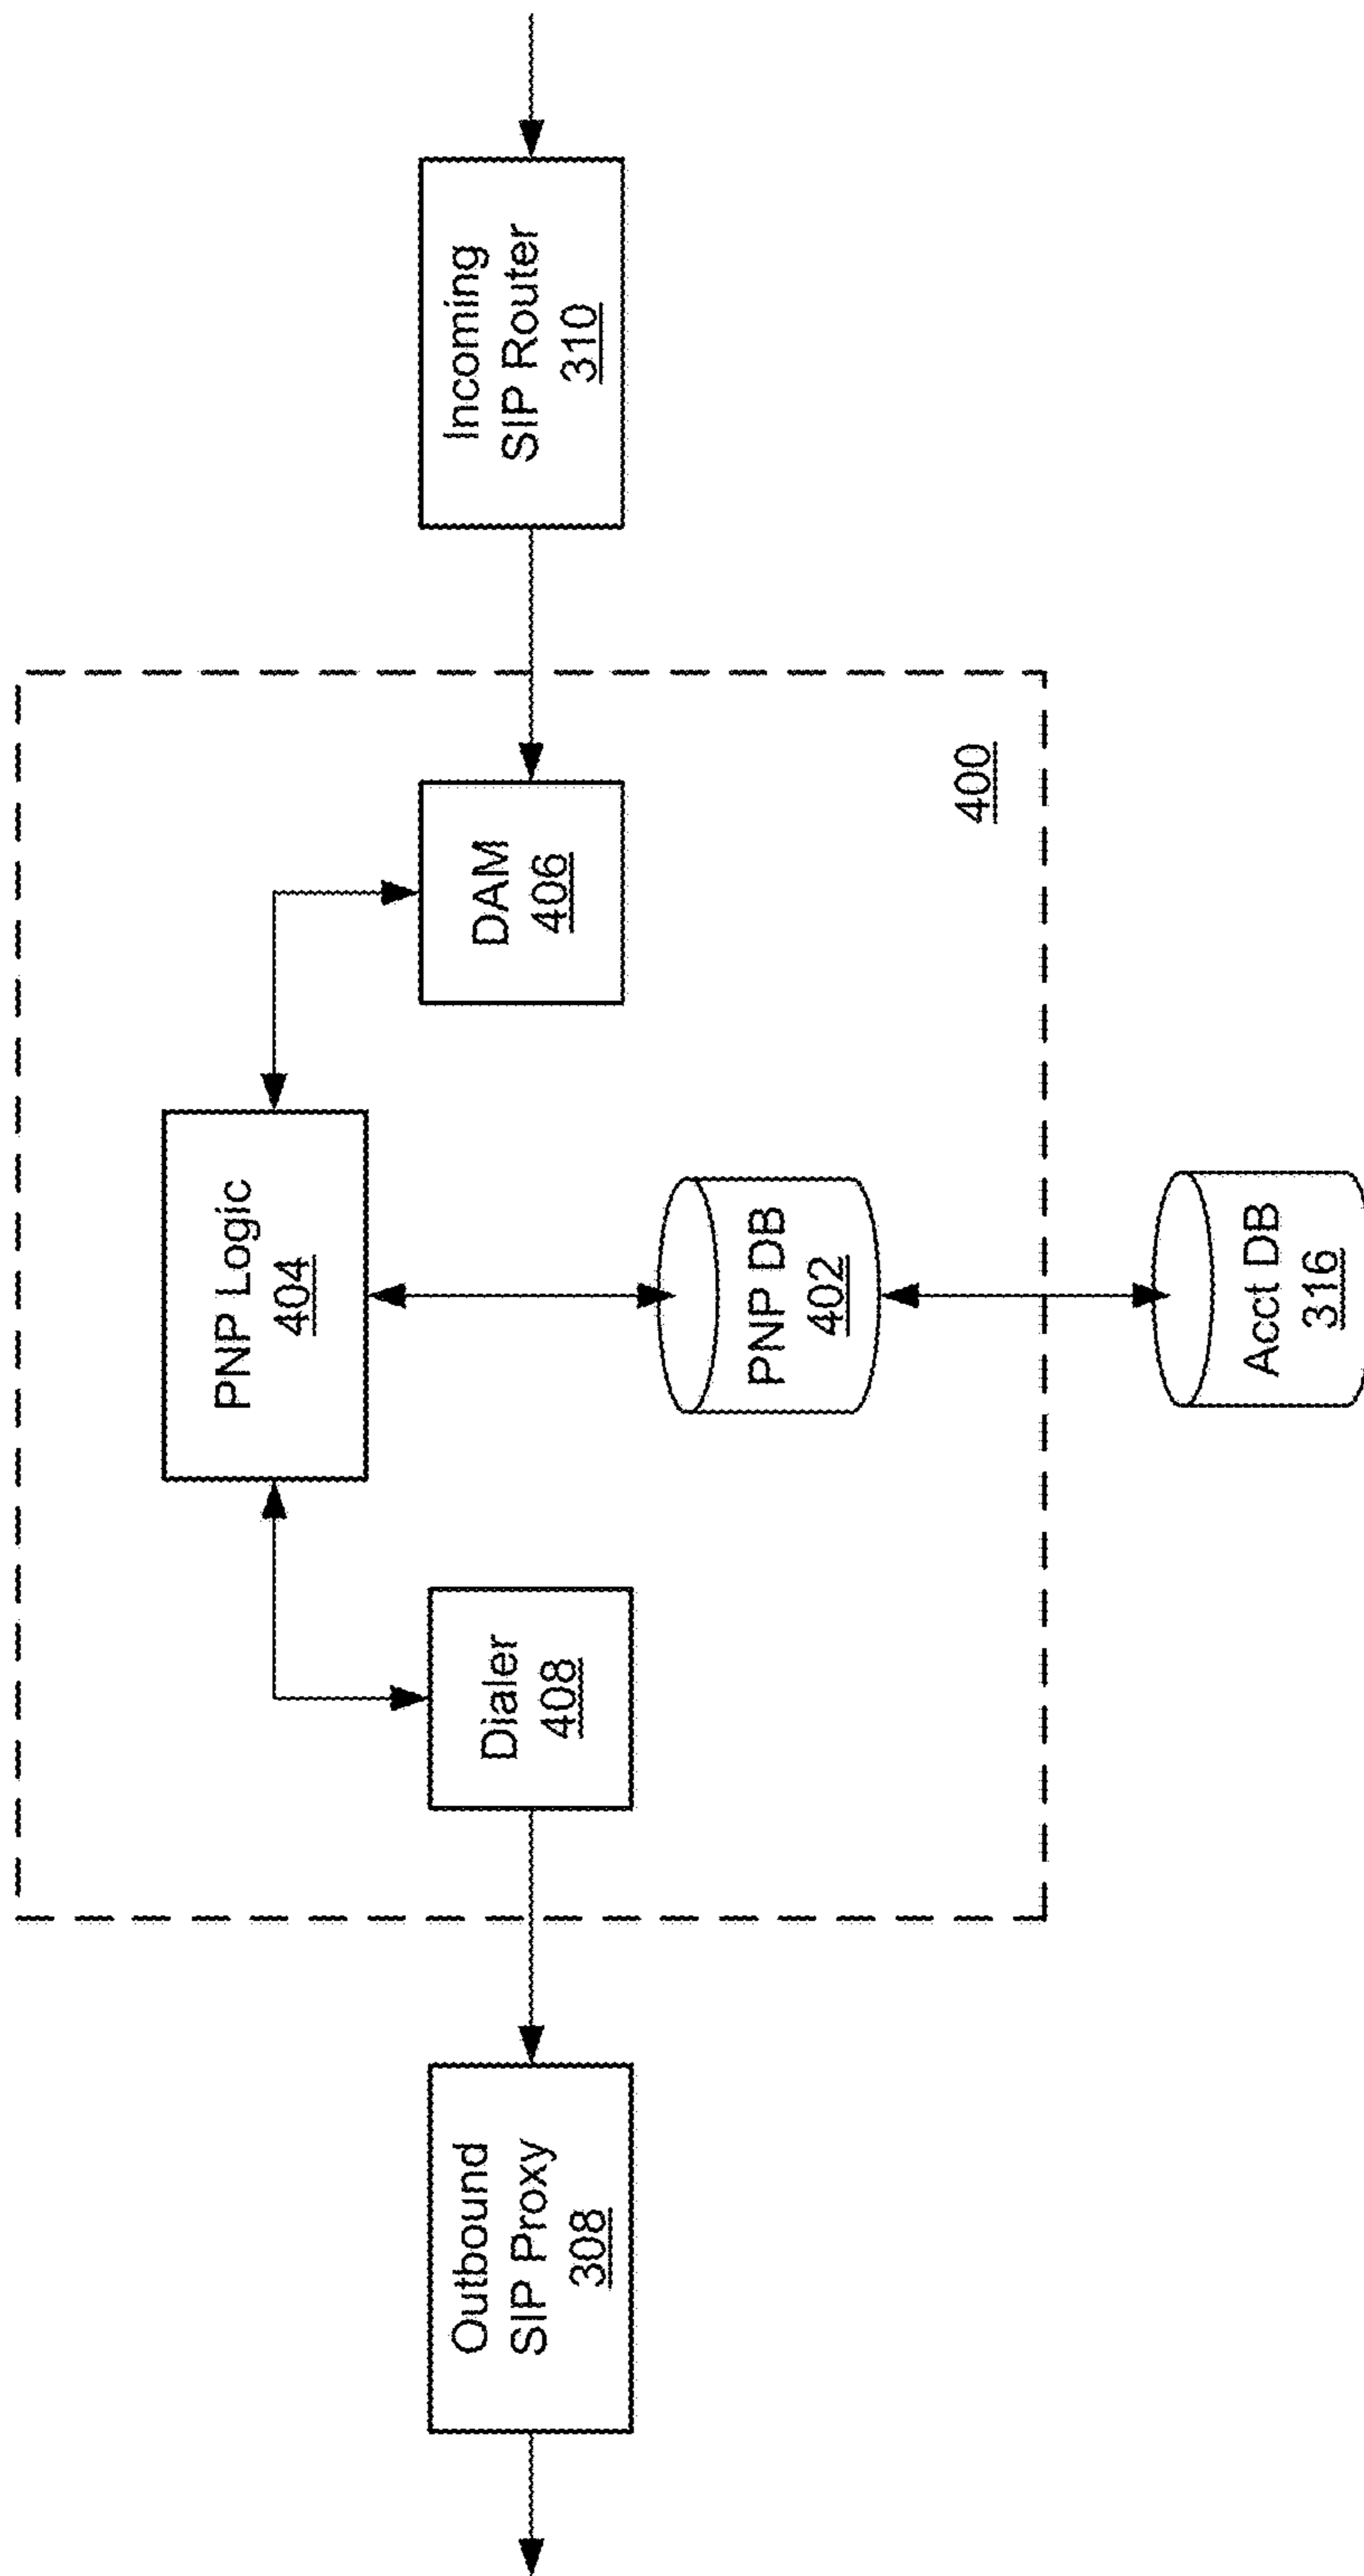 Outbound
SIP Proxy
308
Dialer
408
PNP Logic
404
PNP DB
402
Acct DB
316
DAM
406
400
Incoming
SIP Router
310